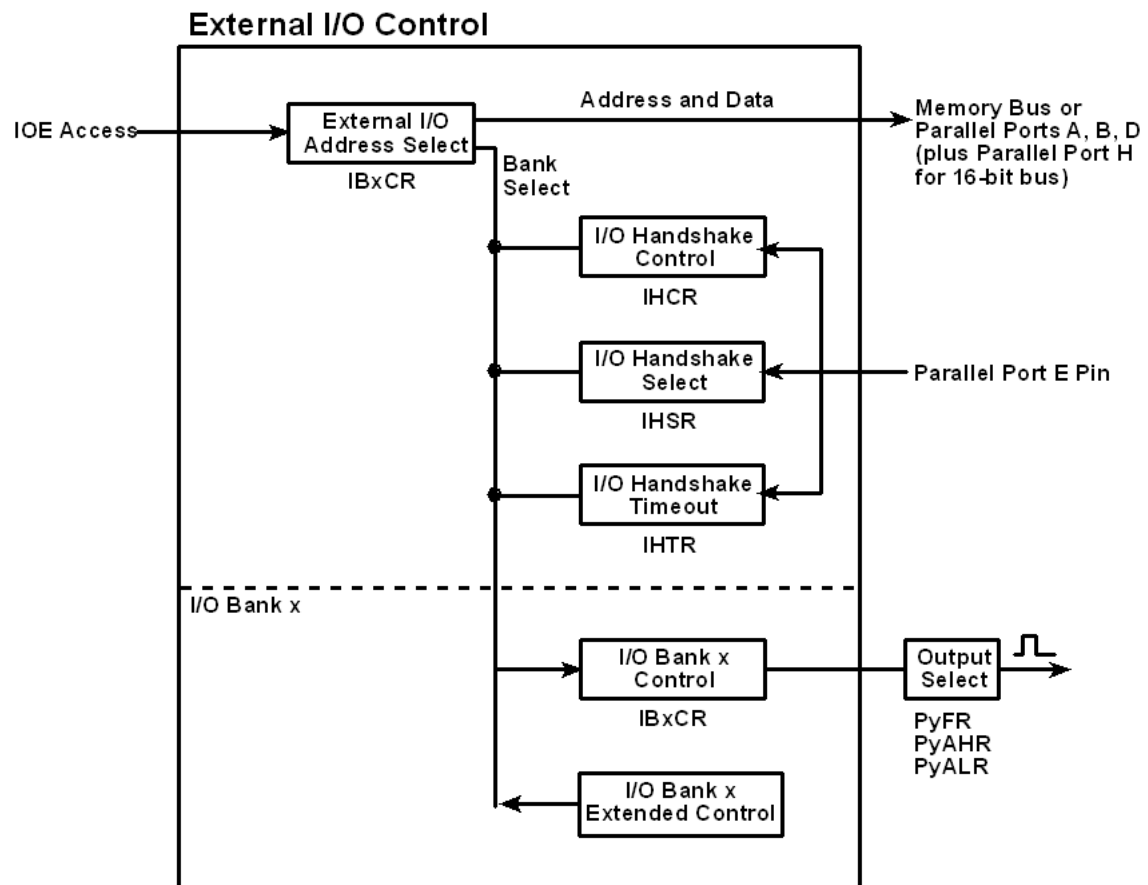 External I/O Control
IOE Access
External I/O
Address Select
IBxCR
Address and Data
Memory Bus or
Parallel Ports A, B, D
(plus Parallel Port H
for 16-bit bus)
Bank
Select
I/O Handshake
Control
IHCR
I/O Handshake
Select
IHSR
Parallel Port E Pin
I/O Handshake
Timeout
IHTR
I/O Bank x
I/O Bank x
Control
IBxCR
Output
Select
PyFR
PyAHR
PyALR
I/O Bank x
Extended Control